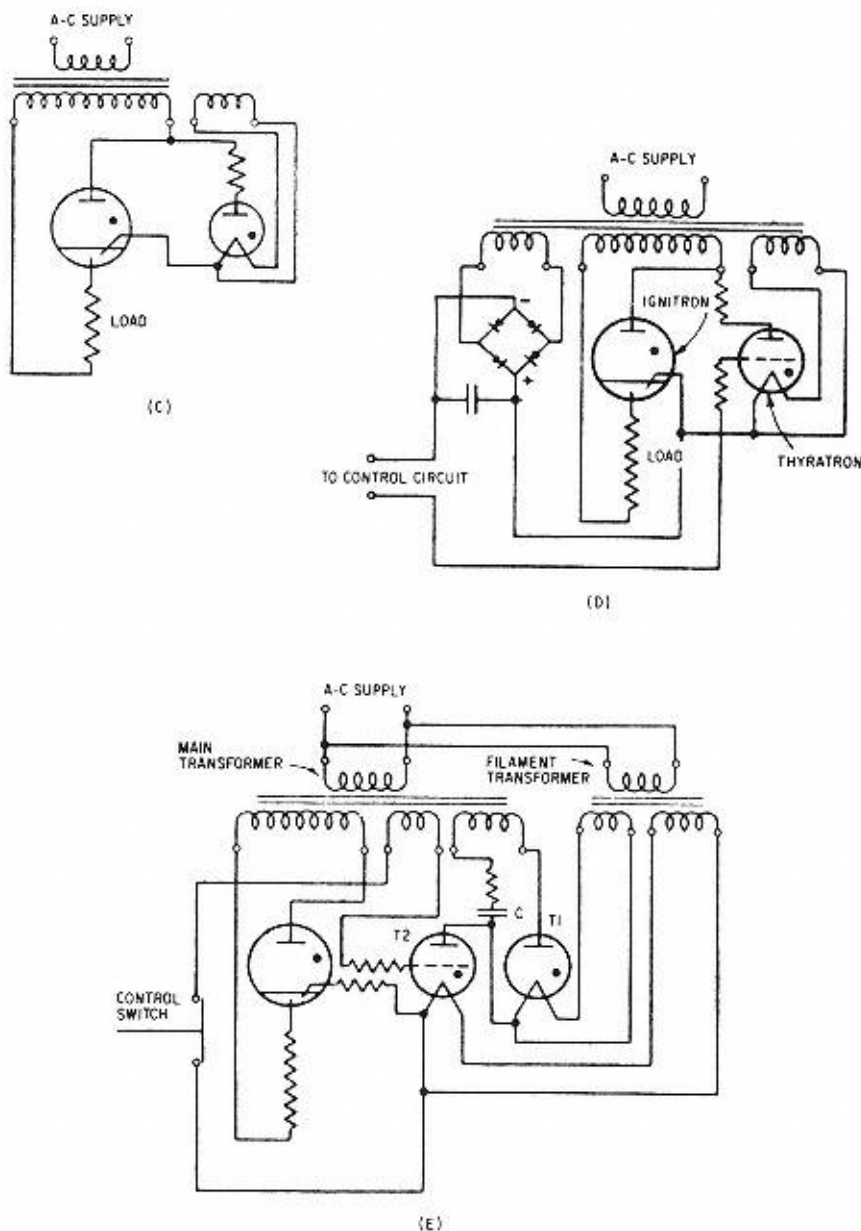 A-C SUPPLY
LOAD
(C)
A-C SUPPLY
IGNITRON
-
+
LOAD
THYRATRON
TO CONTROL CIRCUIT
(D)
A-C SUPPLY
MAIN
TRANSFORMER
FILAMENT
TRANSFORMER
C
T1
T2
CONTROL
SWITCH
(E)